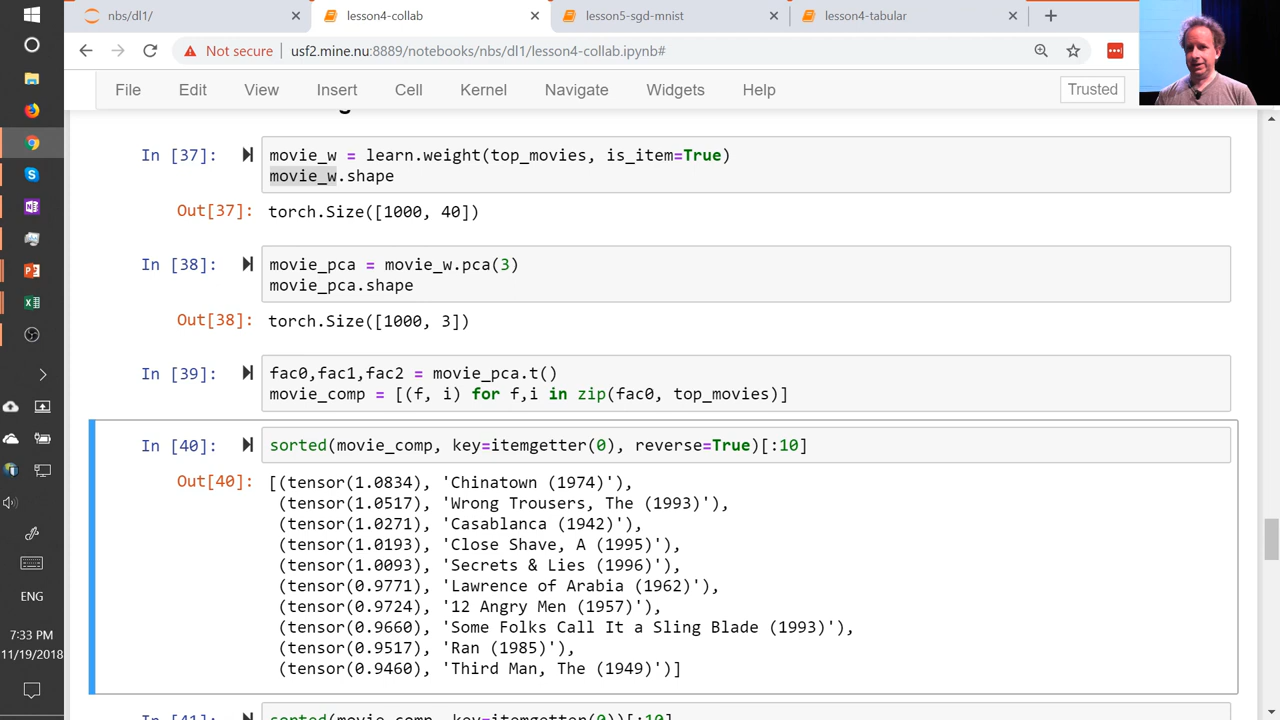 nbs/dl1/
lesson4-collab
lesson5-sgd-mnist
lesson4-tabular
Not secure
usf2.mine.nu:8889/notebooks/nbs/dl1/lesson4-collab.ipynb#
File Edit View Insert Cell Kernel Navigate Widgets Help
Trusted
In [37]:
movie_w = learn.weight(top_movies, is_item=True)
movie_w.shape
Out[37]:
torch.Size([1000, 40])
In [38]:
movie_pca = movie_w.pca(3)
movie_pca.shape
Out[38]:
torch.Size([1000, 3])
In [39]:
fac0,fac1,fac2 = movie_pca.t()
movie_comp = [(f, i) for f,i in zip(fac0, top_movies)]
In [40]:
sorted(movie_comp, key=itemgetter(0), reverse=True)[:10]
Out[40]:
[(tensor(1.0834), 'Chinatown (1974)'),
(tensor(1.0517), 'Wrong Trousers, The (1993)'),
(tensor(1.0271), 'Casablanca (1942)'),
(tensor(1.0193), 'Close Shave, A (1995)'),
(tensor(1.0093), 'Secrets & Lies (1996)'),
(tensor(0.9771), 'Lawrence of Arabia (1962)'),
(tensor(0.9724), '12 Angry Men (1957)'),
(tensor(0.9660), 'Some Folks Call It a Sling Blade (1993)'),
(tensor(0.9517), 'Ran (1985)'),
(tensor(0.9460), 'Third Man, The (1949)')]
In [41]:
sorted(movie_comp, key=itemgetter(0))[:10]
ENG
7:33 PM
11/19/2018